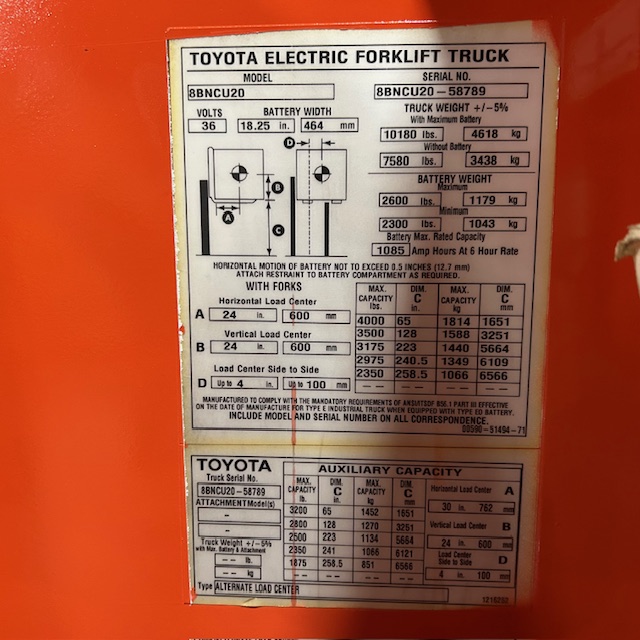 TOYOTA ELECTRIC FORKLIFT TRUCK
MODEL
8BNCU20
SERIAL NO.
8BNCU20-58789
VOLTS
36
BATTERY WIDTH
18.25 in. 464 mm
TRUCK WEIGHT +/-5%
With Maximum Battery
10180 lbs. 4618 kg
Without Battery
7580 lbs. 3438 kg
BATTERY WEIGHT
Maximum
2600 lbs. 1179 kg
Minimum
2300 lbs. 1043 kg
Battery Max. Rated Capacity
1085 Amp Hours At 6 Hour Rate
A
B
C
D
HORIZONTAL MOTION OF BATTERY NOT TO EXCEED 0.5 INCHES (12.7 mm)
ATTACH RESTRAINT TO BATTERY COMPARTMENT AS REQUIRED.
WITH FORKS
Horizontal Load Center
A 24 in. 600 mm
Vertical Load Center
B 24 in. 600 mm
Load Center Side to Side
D Up to 4 in. Up to 100 mm
MAX. CAPACITY lbs. DIM. C in. MAX. CAPACITY kg DIM. C mm
4000 65 1814 1651
3500 128 1588 3251
3175 223 1440 5664
2975 240.5 1349 6109
2350 258.5 1066 6566
-- -- -- --
MANUFACTURED TO COMPLY WITH THE MANDATORY REQUIREMENTS OF B56.1 PART III EFFECTIVE
ON THE DATE OF MANUFACTURE FOR TYPE E INDUSTRIAL TRUCK WHEN EQUIPPED WITH TYPE EO BATTERY.
INCLUDE MODEL AND SERIAL NUMBER ON ALL CORRESPONDENCE.
TOYOTA
Truck Serial No.
8BNCU20-58789
ATTACHMENT Model(s)
-
-
Truck Weight +/-5%
with Max. Battery & Attachment
-- lb.
-- kg
Type ALTERNATE LOAD CENTER
AUXILIARY CAPACITY
MAX. CAPACITY lb. DIM. C in. MAX. CAPACITY kg DIM. C mm
3200 65 1452 1651
2800 128 1270 3251
2500 223 1134 5664
2350 241 1066 6121
1875 258.5 851 6566
-- -- -- --
Horizontal Load Center A
30 in. 762 mm
Vertical Load Center B
24 in. 600 mm
Load Center Side to Side D
4 in. 100 mm